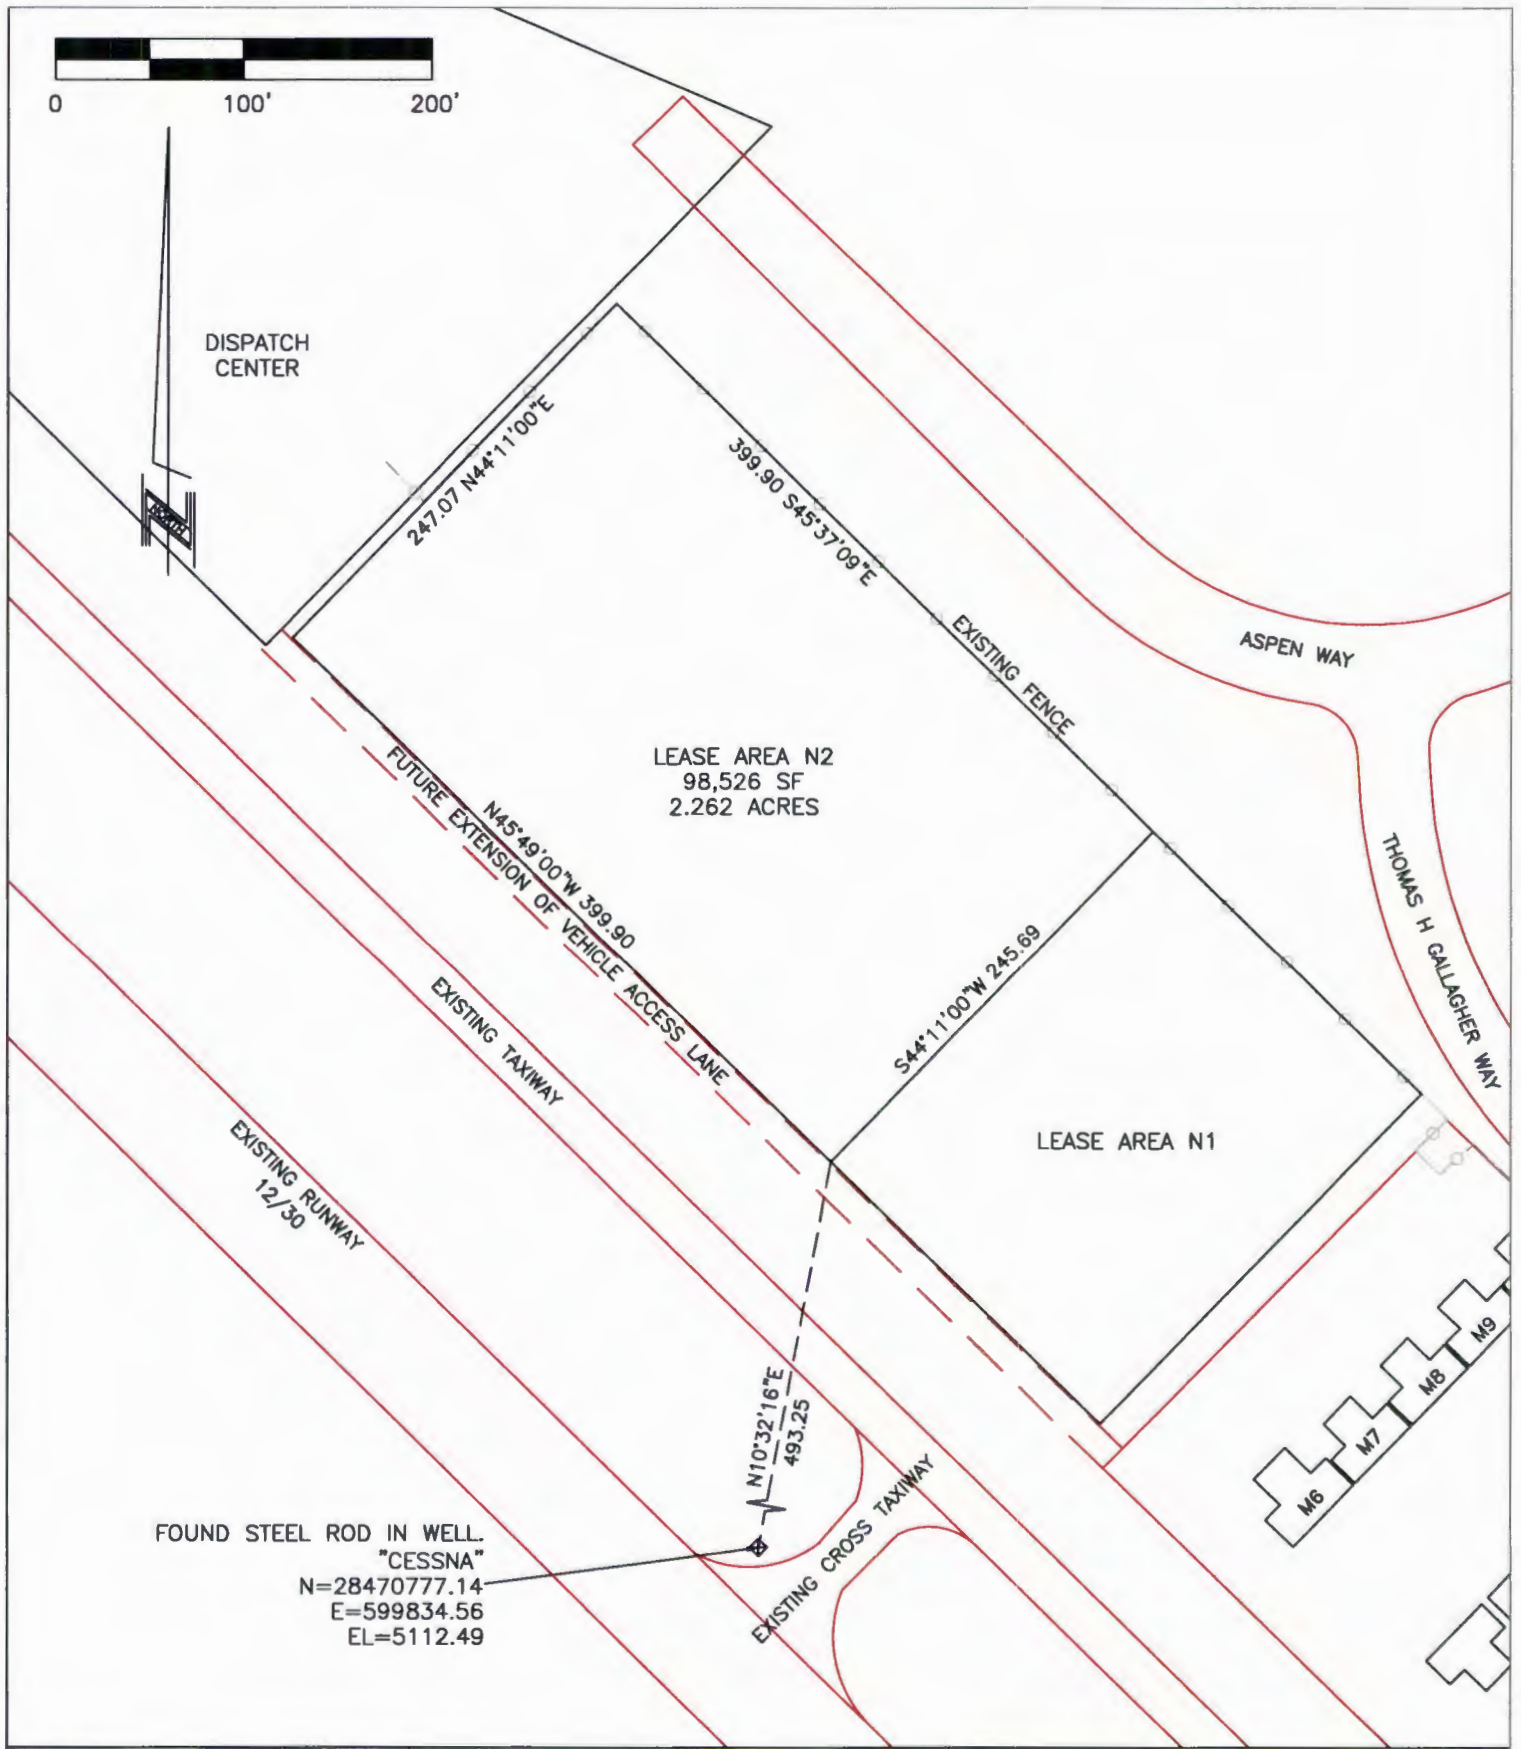 0 100' 200'
DISPATCH
CENTER
NORTH
247.07 N44°11'00"E
399.90 S45°37'09"E
EXISTING FENCE
ASPEN WAY
LEASE AREA N2
98,526 SF
2.262 ACRES
THOMAS H GALLAGHER WAY
N45°49'00"W 399.90
FUTURE EXTENSION OF VEHICLE ACCESS LANE
S44°11'00"W 245.69
EXISTING TAXIWAY
LEASE AREA N1
EXISTING RUNWAY
12/30
N10°32'16"E
493.25
M9
M8
M7
M6
EXISTING CROSS TAXIWAY
FOUND STEEL ROD IN WELL.
"CESSNA"
N=28470777.14
E=599834.56
EL=5112.49